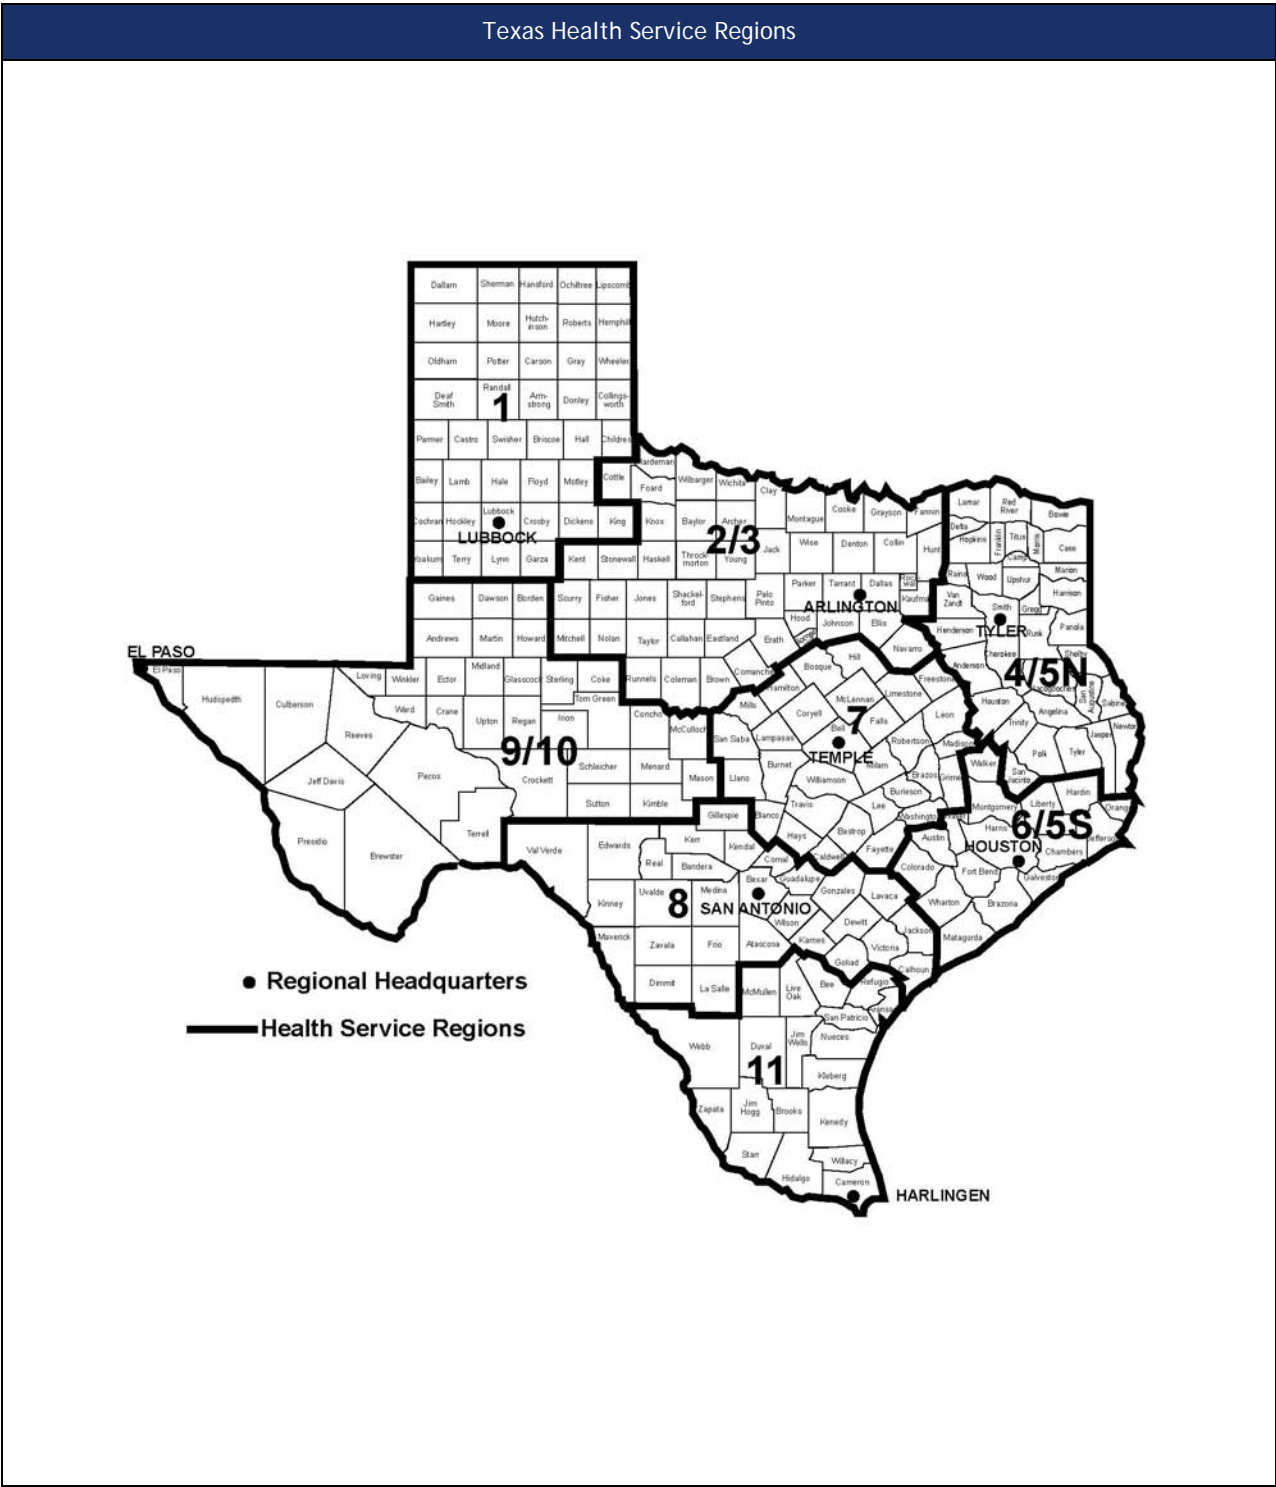 Texas Health Service Regions
Dallam Sherman Hansford Ochiltree Lipscomb
Hartley Moore Hutch-
inson Roberts Hemphill
Oldham Potter Carson Gray Wheeler
Deaf
Smith Randall Arm-
strong Donley Collings-
worth
1
Parmer Castro Swisher Briscoe Hall Childress
Bailey Lamb Hale Floyd Motley Cottle Hardeman Foard Wilbarger Wichita Clay
Cochran Hockley Lubbock Crosby Dickens King Knox Baylor Archer Montague Cooke Grayson Fannin Lamar Red
River Bowie
LUBBOCK
2/3
Terry Lynn Garza Kent Stonewall Haskell Throck-
morton Young Jack Wise Denton Collin Hunt Delta Hopkins Franklin Titus Camp Morris Cass
Gaines Dawson Borden Scurry Fisher Jones Shackel-
ford Stephens Palo
Pinto Parker Tarrant Dallas Rock-
wall Kaufman Rains Wood Upshur Marion Harrison
ARLINGTON
Van
Zandt Smith Gregg
Andrews Martin Howard Mitchell Nolan Taylor Callahan Eastland Erath Hood Johnson Ellis Navarro Henderson Rusk Panola
TYLER
EL PASO
El Paso Hudspeth Culberson Loving Winkler Ector Midland Glasscock Sterling Coke Runnels Coleman Brown Comanche Hamilton Bosque Hill Freestone Anderson Cherokee Shelby
4/5N
Nacogdoches San
Augustine Sabine
Reeves Ward Crane Upton Regan Irion Tom Green Concho McCulloch Mills Coryell McLennan Limestone Falls Leon Houston Angelina Trinity Newton Jasper
7
Bell
TEMPLE
9/10
Jeff Davis Pecos Crockett Schleicher Menard Mason San Saba Lampasas Burnet Llano Williamson Milam Robertson Madison Brazos Grimes Walker San
Jacinto Polk Tyler
Presidio Brewster Terrell Sutton Kimble Gillespie Blanco Travis Burleson Lee Washington Montgomery Liberty Hardin Orange
6/5S
Val Verde Edwards Kerr Kendal Hays Bastrop Fayette Caldwell Austin Harris Chambers Jefferson
HOUSTON
Real Bandera Comal Colorado Fort Bend Galveston
Kinney Uvalde Medina Bexar Guadalupe Gonzales Lavaca Wharton Brazoria
8
SAN ANTONIO
Wilson Dewitt Jackson Matagorda
Maverick Zavala Frio Atascosa Karnes Victoria Goliad Calhoun
Dimmit La Salle McMullen Live
Oak Bee Refugio Aransas
San Patricio
Regional Headquarters
Health Service Regions
Webb Duval Jim
Wells Nueces
11
Kleberg
Zapata Jim
Hogg Brooks Kenedy
Starr Hidalgo Willacy
Cameron
HARLINGEN